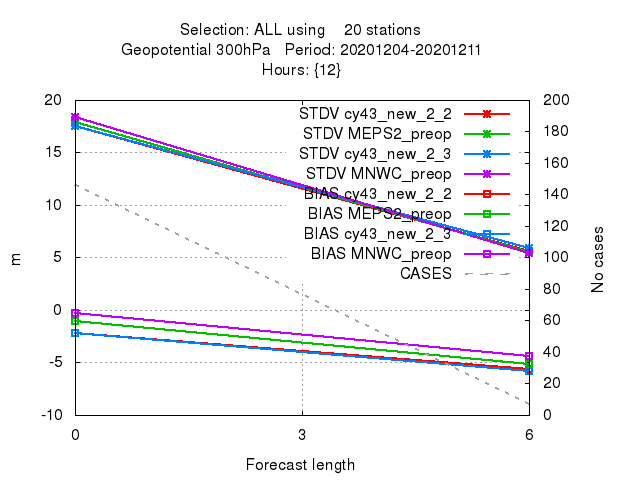 Selection: ALL using    20 stations
Geopotential 300hPa   Period: 20201204-20201211
Hours: {12}
20
15
10
5
0
-5
-10
m
200
180
160
140
120
100
80
60
40
20
0
No cases
STDV cy43_new_2_2
STDV MEPS2_preop
STDV cy43_new_2_3
STDV MNWC_preop
BIAS cy43_new_2_2
BIAS MEPS2_preop
BIAS cy43_new_2_3
BIAS MNWC_preop
CASES
0 3 6
Forecast length